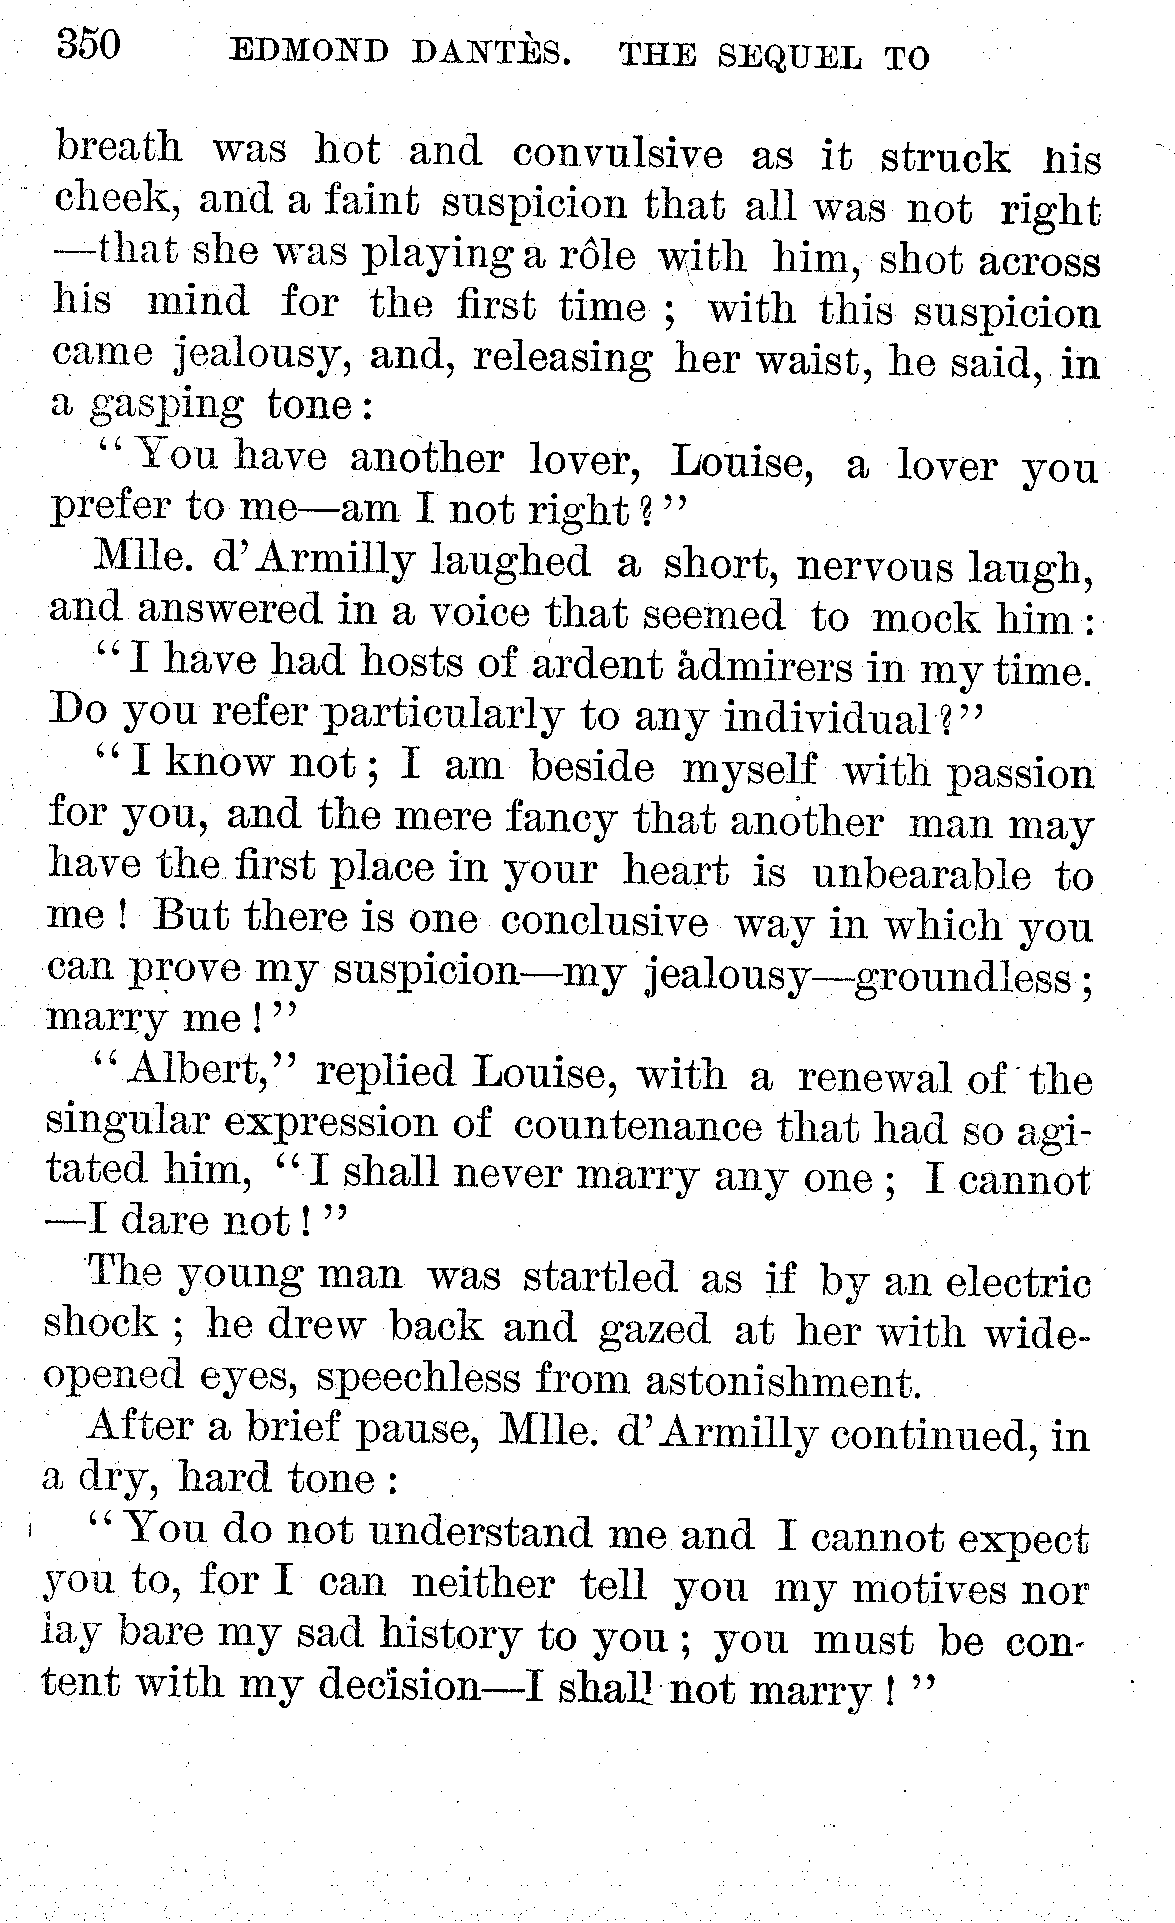 350 EDMOND DANTÈS. THE SEQUEL TO
breath was hot and convulsive as it struck his
cheek, and a faint suspicion that all was not right
—that she was playing a rôle with him, shot across
his mind for the first time ; with this suspicion
came jealousy, and, releasing her waist, he said, in
a gasping tone :
“ You have another lover, Louise, a lover you
prefer to me—am I not right ? ”
Mlle. d’Armilly laughed a short, nervous laugh,
and answered in a voice that seemed to mock him :
“ I have had hosts of ardent admirers in my time.
Do you refer particularly to any individual ? ”
“ I know not ; I am beside myself with passion
for you, and the mere fancy that another man may
have the first place in your heart is unbearable to
me ! But there is one conclusive way in which you
can prove my suspicion—my jealousy—groundless ;
marry me ! ”
“ Albert,” replied Louise, with a renewal of the
singular expression of countenance that had so agi-
tated him, “ I shall never marry any one ; I cannot
—I dare not ! ”
The young man was startled as if by an electric
shock ; he drew back and gazed at her with wide-
opened eyes, speechless from astonishment.
After a brief pause, Mlle. d’Armilly continued, in
a dry, hard tone :
“ You do not understand me and I cannot expect
you to, for I can neither tell you my motives nor
lay bare my sad history to you ; you must be con-
tent with my decision—I shall not marry ! ”